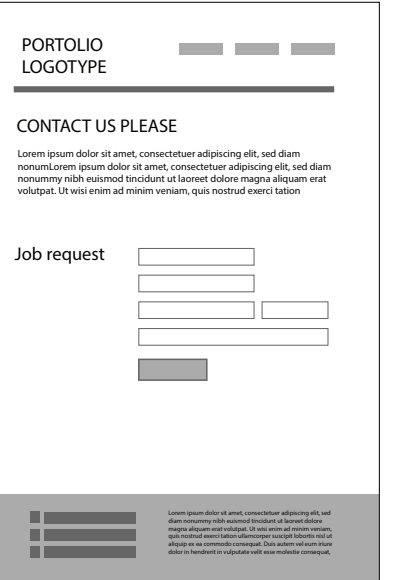 PORTOLIO
LOGOTYPE
CONTACT US PLEASE
Lorem ipsum dolor sit amet, consectetuer adipiscing elit, sed diam
nonumLorem ipsum dolor sit amet, consectetuer adipiscing elit, sed diam
nonummy nibh euismod tincidunt ut laoreet dolore magna aliquam erat
volutpat. Ut wisi enim ad minim veniam, quis nostrud exerci tation
Job request
Lorem ipsum dolor sit amet, consectetuer adipiscing elit, sed
diam nonummy nibh euismod tincidunt ut laoreet dolore
magna aliquam erat volutpat. Ut wisi enim ad minim veniam,
quis nostrud exerci tation ullamcorper suscipit lobortis nisl ut
aliquip ex ea commodo consequat. Duis autem vel eum iriure
dolor in hendrerit in vulputate velit esse molestie consequat,